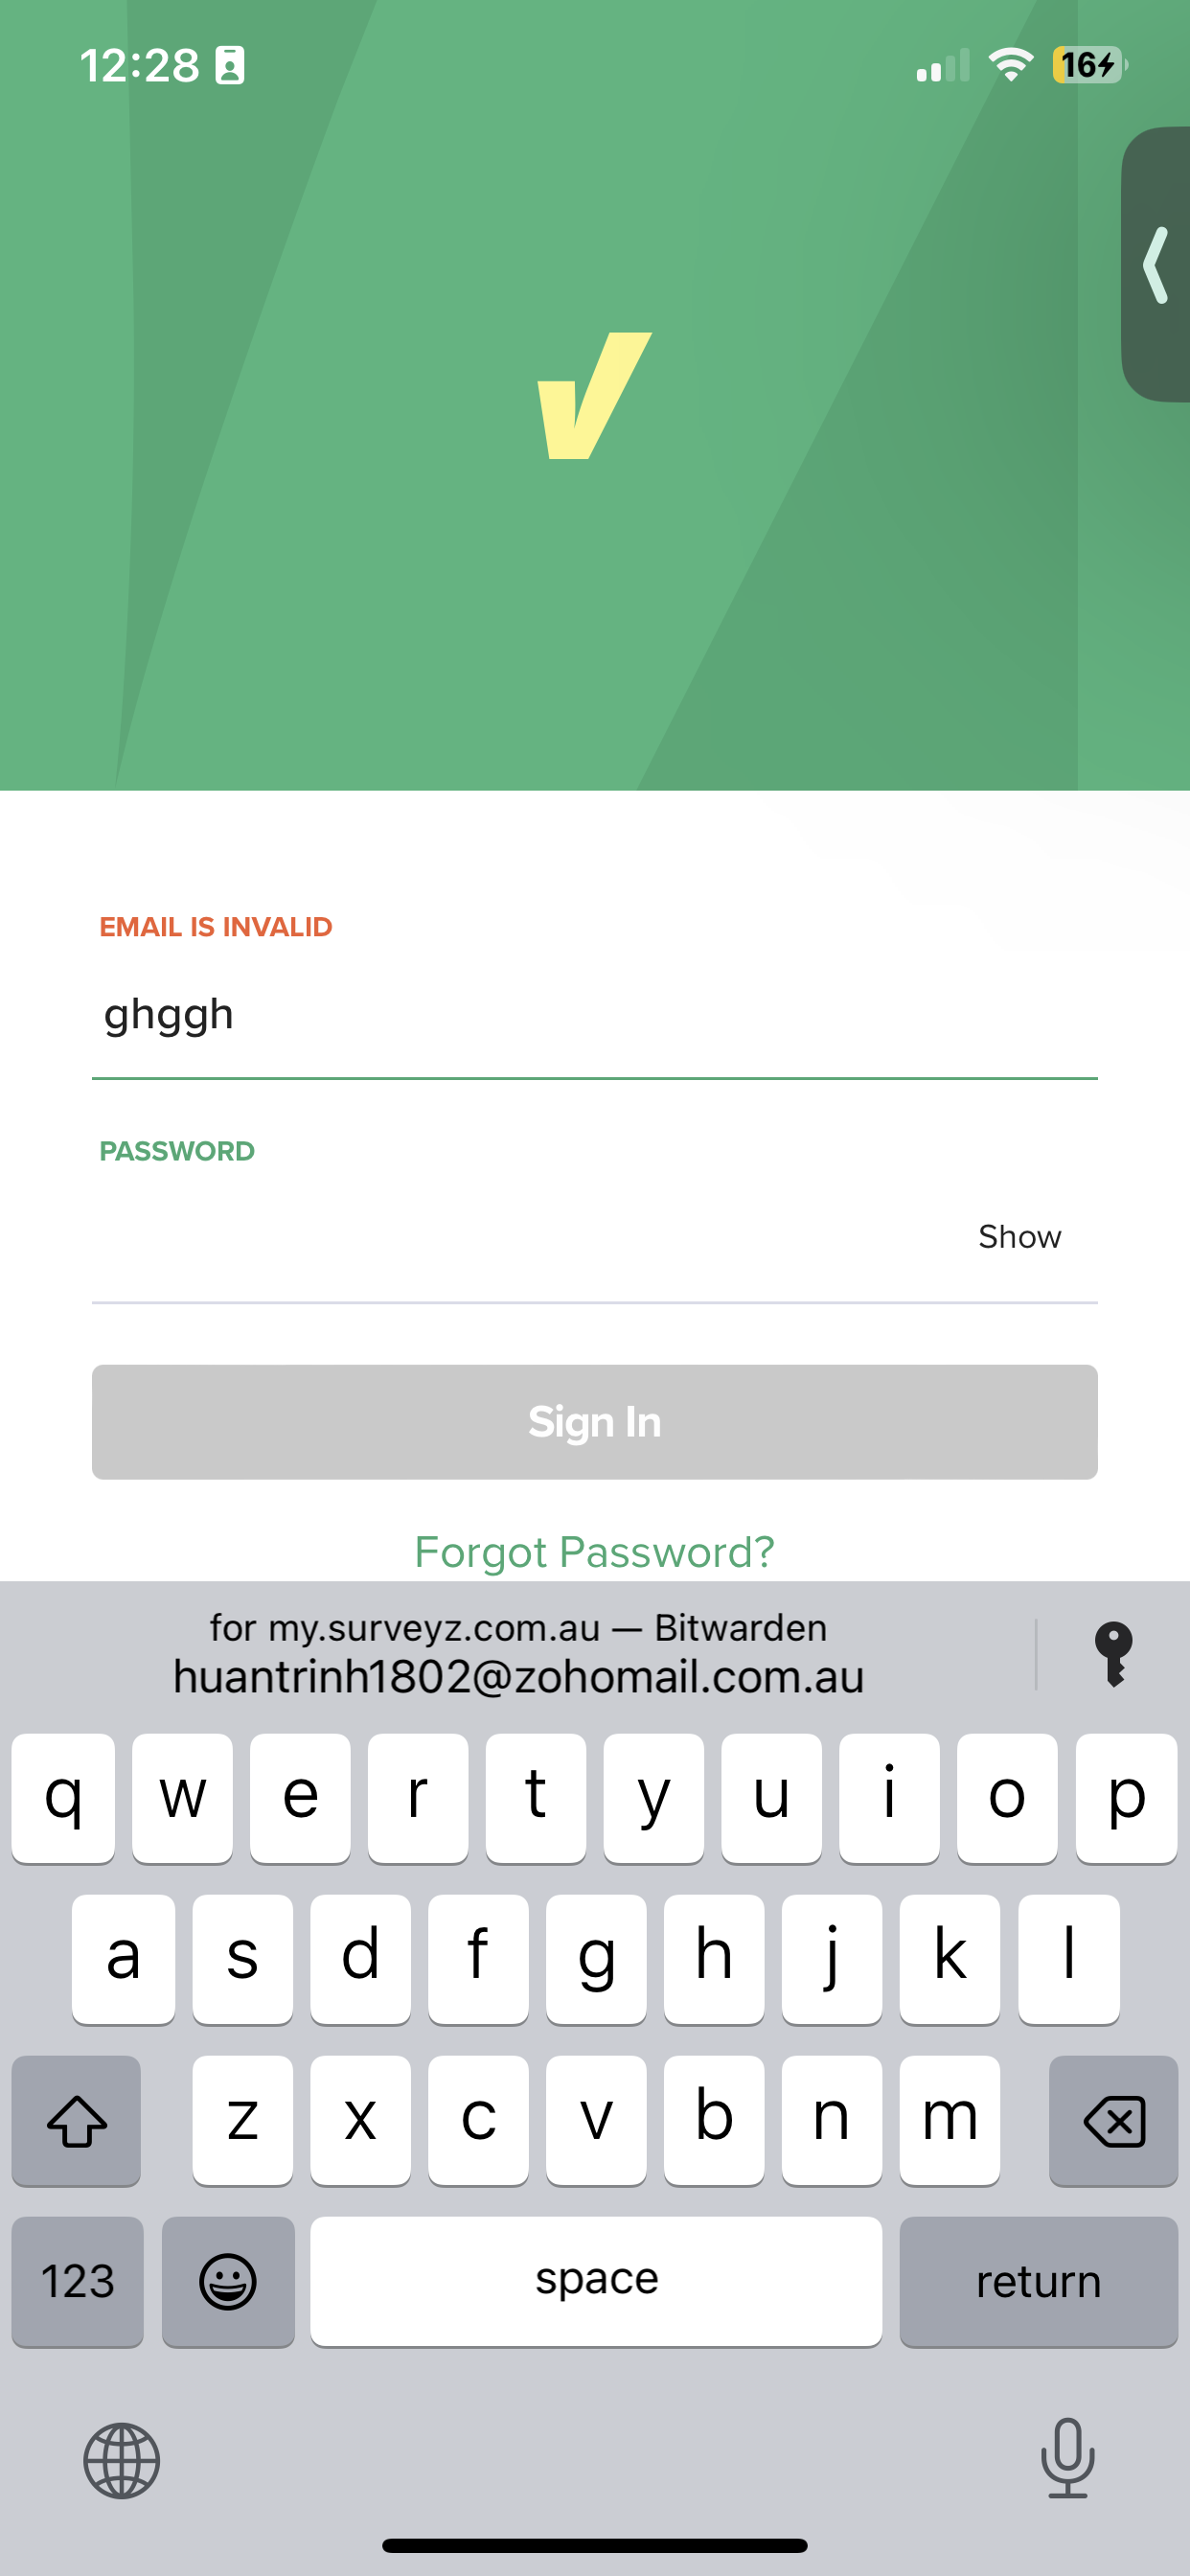 12:28
16
EMAIL IS INVALID
ghggh
PASSWORD
Show
Sign In
Forgot Password?
for my.surveyz.com.au — Bitwarden
huantrinh1802@zohomail.com.au
q w e r t y u i o p
a s d f g h j k l
z x c v b n m
123 space return